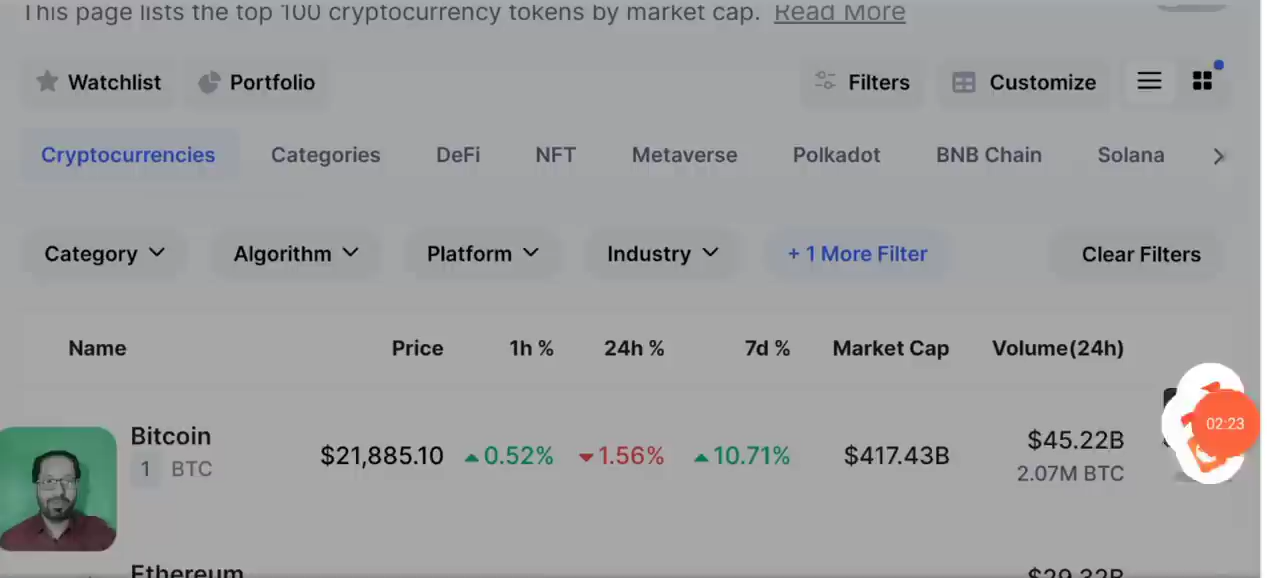 This page lists the top 100 cryptocurrency tokens by market cap. Read More
Watchlist Portfolio Filters Customize
Cryptocurrencies Categories DeFi NFT Metaverse Polkadot BNB Chain Solana
Category Algorithm Platform Industry + 1 More Filter Clear Filters
Name Price 1h % 24h % 7d % Market Cap Volume(24h)
Bitcoin
1 BTC $21,885.10 0.52% 1.56% 10.71% $417.43B $45.22B
2.07M BTC
02:23
Ethereum $29.32B